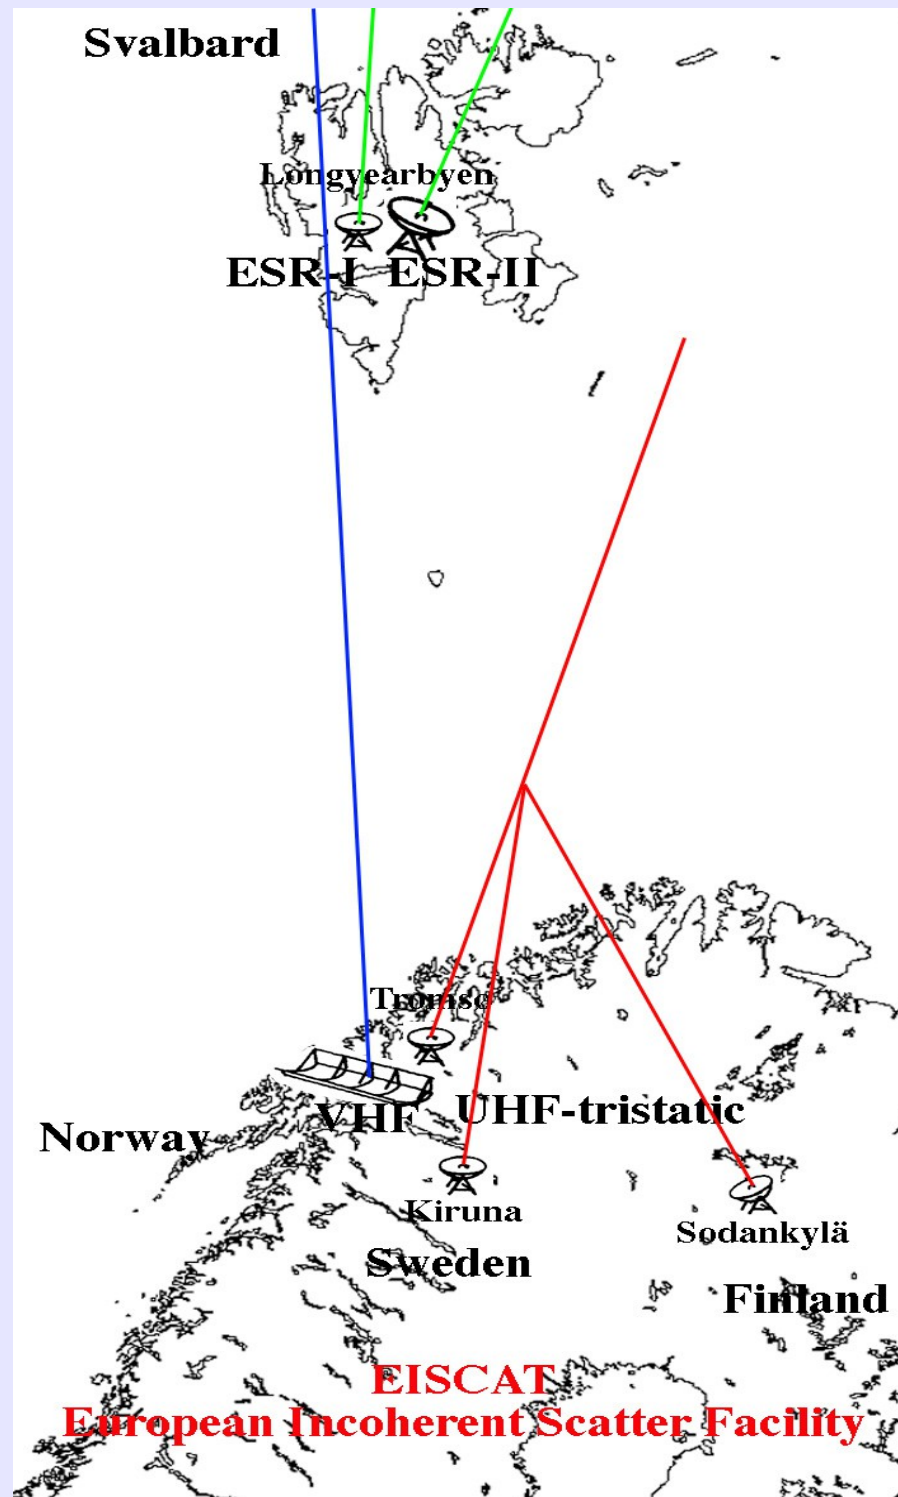 Svalbard
Longyearbyen
ESR-I ESR-II
Tromsø
VHF UHF-tristatic
Norway
Kiruna
Sodankylä
Sweden
Finland
EISCAT
European Incoherent Scatter Facility